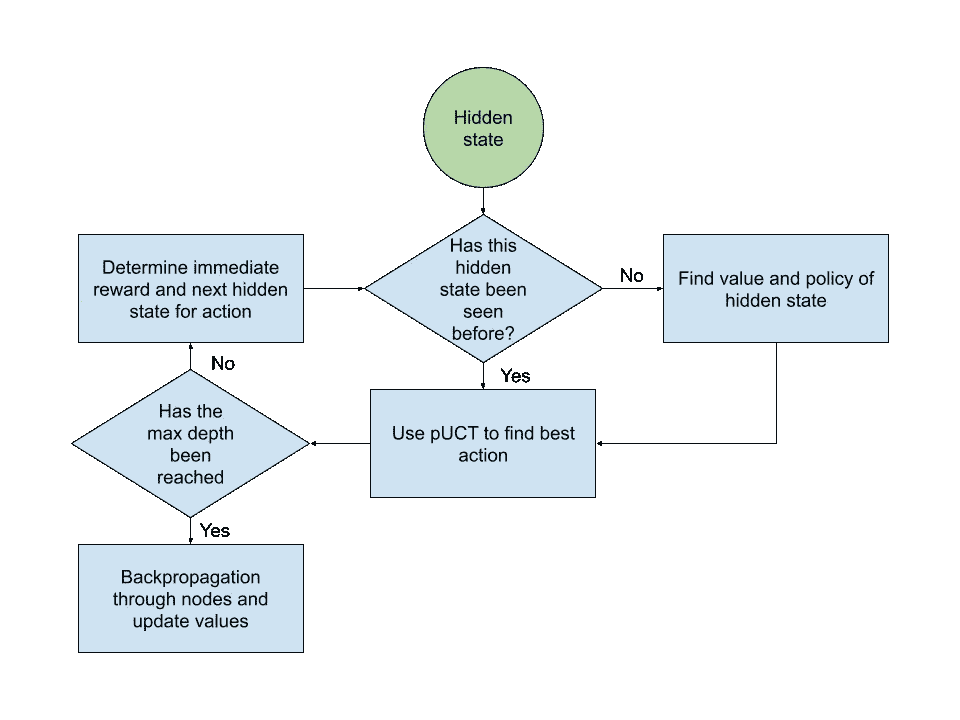 Hidden
state
Has this
hidden
state been
seen
before?
No
Find value and policy of
hidden state
Determine immediate
reward and next hidden
state for action
No
Yes
Use pUCT to find best
action
Has the
max depth
been
reached
Yes
Backpropagation
through nodes and
update values